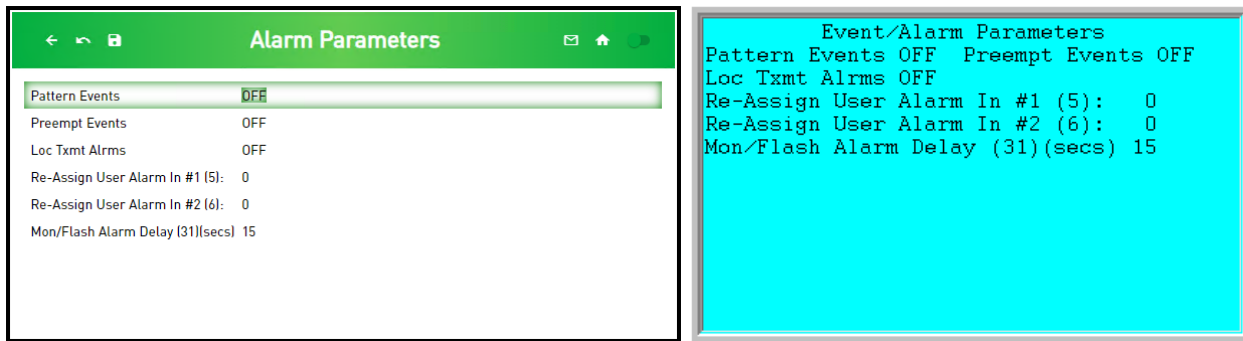 Alarm Parameters
Pattern Events OFF
Preempt Events OFF
Loc Txmt Alrms OFF
Re-Assign User Alarm In #1 (5): 0
Re-Assign User Alarm In #2 (6): 0
Mon/Flash Alarm Delay (31)(secs) 15
Event/Alarm Parameters
Pattern Events OFF Preempt Events OFF
Loc Txmt Alrms OFF
Re-Assign User Alarm In #1 (5): 0
Re-Assign User Alarm In #2 (6): 0
Mon/Flash Alarm Delay (31)(secs) 15